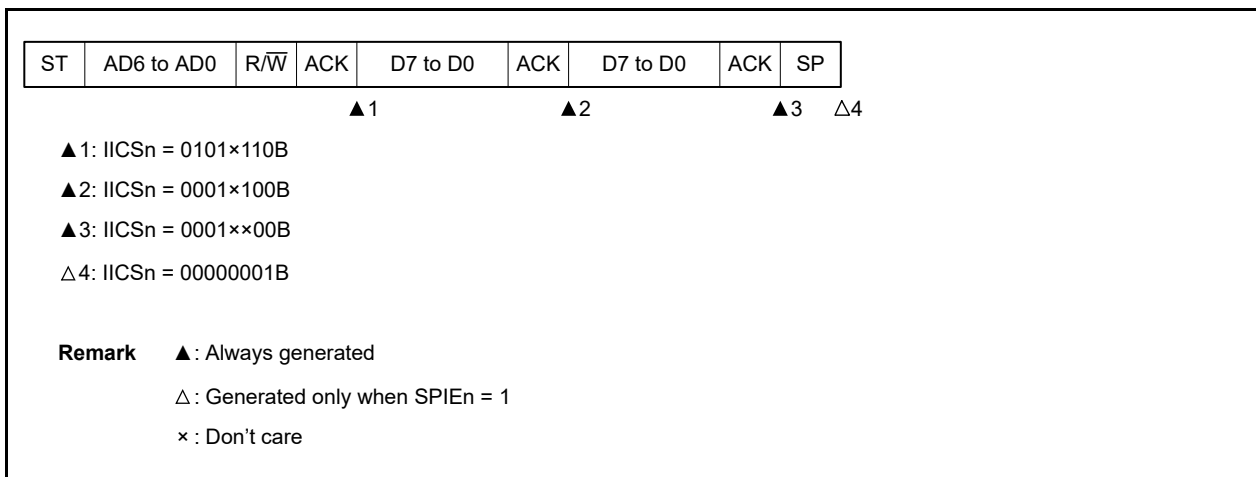 ST AD6 to AD0 R/W̅ ACK D7 to D0 ACK D7 to D0 ACK SP
▲1 ▲2 ▲3 △4
▲1: IICSn = 0101×110B
▲2: IICSn = 0001×100B
▲3: IICSn = 0001××00B
△4: IICSn = 00000001B
Remark ▲: Always generated
△: Generated only when SPIEn = 1
×: Don’t care